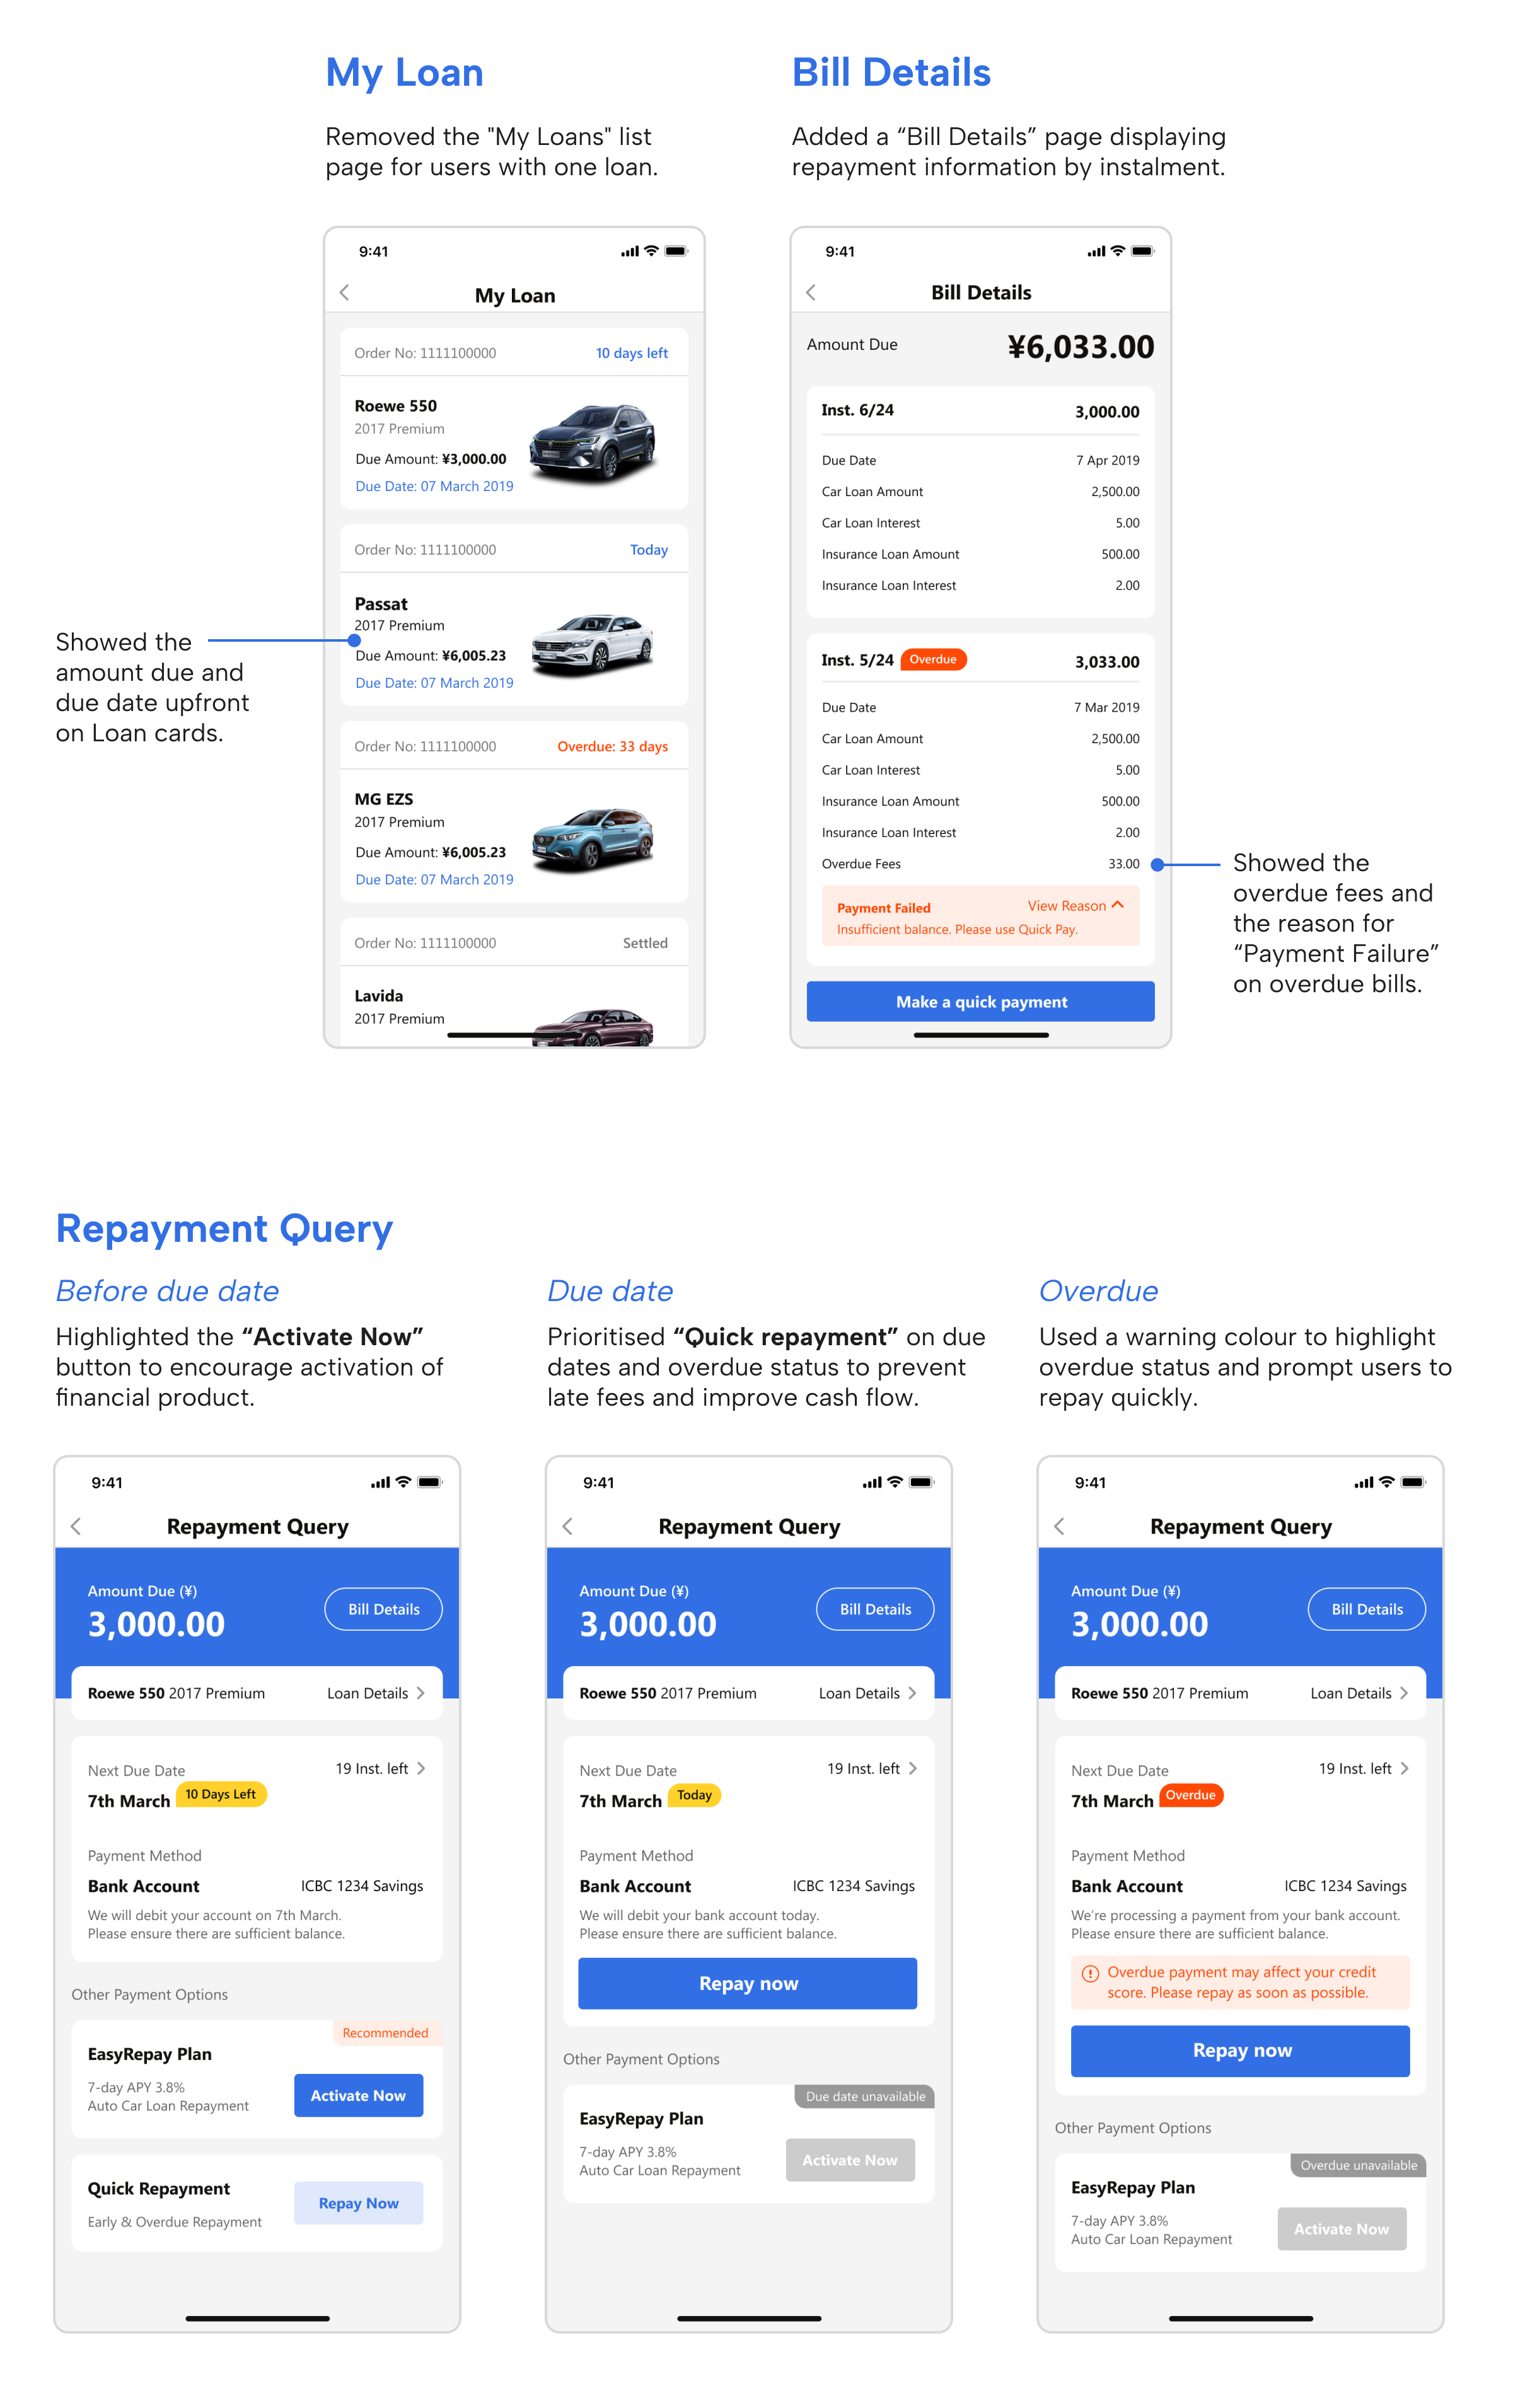 My Loan
Removed the "My Loans" list
page for users with one loan.
Bill Details
Added a “Bill Details” page displaying
repayment information by instalment.
9:41
My Loan
Order No: 1111100000 10 days left
Roewe 550
2017 Premium
Due Amount: ¥3,000.00
Due Date: 07 March 2019
Order No: 1111100000 Today
Passat
2017 Premium
Due Amount: ¥6,005.23
Due Date: 07 March 2019
Order No: 1111100000 Overdue: 33 days
MG EZS
2017 Premium
Due Amount: ¥6,005.23
Due Date: 07 March 2019
Order No: 1111100000 Settled
Lavida
2017 Premium
Showed the
amount due and
due date upfront
on Loan cards.
9:41
Bill Details
Amount Due ¥6,033.00
Inst. 6/24 3,000.00
Due Date 7 Apr 2019
Car Loan Amount 2,500.00
Car Loan Interest 5.00
Insurance Loan Amount 500.00
Insurance Loan Interest 2.00
Inst. 5/24 Overdue 3,033.00
Due Date 7 Mar 2019
Car Loan Amount 2,500.00
Car Loan Interest 5.00
Insurance Loan Amount 500.00
Insurance Loan Interest 2.00
Overdue Fees 33.00
Payment Failed View Reason
Insufficient balance. Please use Quick Pay.
Make a quick payment
Showed the
overdue fees and
the reason for
“Payment Failure”
on overdue bills.
Repayment Query
Before due date
Highlighted the “Activate Now”
button to encourage activation of
financial product.
Due date
Prioritised “Quick repayment” on due
dates and overdue status to prevent
late fees and improve cash flow.
Overdue
Used a warning colour to highlight
overdue status and prompt users to
repay quickly.
9:41
Repayment Query
Amount Due (¥)
3,000.00
Bill Details
Roewe 550 2017 Premium Loan Details
Next Due Date 19 Inst. left
7th March 10 Days Left
Payment Method
Bank Account ICBC 1234 Savings
We will debit your account on 7th March.
Please ensure there are sufficient balance.
Other Payment Options
Recommended
EasyRepay Plan
7-day APY 3.8%
Auto Car Loan Repayment
Activate Now
Quick Repayment
Early & Overdue Repayment
Repay Now
9:41
Repayment Query
Amount Due (¥)
3,000.00
Bill Details
Roewe 550 2017 Premium Loan Details
Next Due Date 19 Inst. left
7th March Today
Payment Method
Bank Account ICBC 1234 Savings
We will debit your bank account today.
Please ensure there are sufficient balance.
Repay now
Other Payment Options
Due date unavailable
EasyRepay Plan
7-day APY 3.8%
Auto Car Loan Repayment
Activate Now
9:41
Repayment Query
Amount Due (¥)
3,000.00
Bill Details
Roewe 550 2017 Premium Loan Details
Next Due Date 19 Inst. left
7th March Overdue
Payment Method
Bank Account ICBC 1234 Savings
We're processing a payment from your bank account.
Please ensure there are sufficient balance.
Overdue payment may affect your credit
score. Please repay as soon as possible.
Repay now
Other Payment Options
Overdue unavailable
EasyRepay Plan
7-day APY 3.8%
Auto Car Loan Repayment
Activate Now